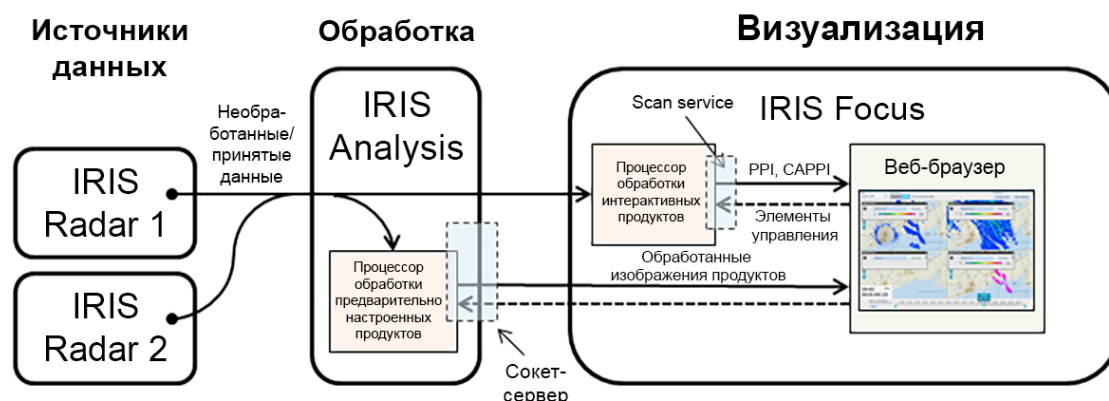 Источники
данных
Обработка
Визуализация
Необра-
ботанные/
принятые
данные
IRIS
Radar 1
IRIS
Radar 2
IRIS
Analysis
Процессор
обработки
предварительно
настроенных
продуктов
Сокет-
сервер
Scan service
IRIS Focus
Процессор
обработки
интерактивных
продуктов
PPI, CAPPI
Элементы
управления
Обработанные
изображения продуктов
Веб-браузер